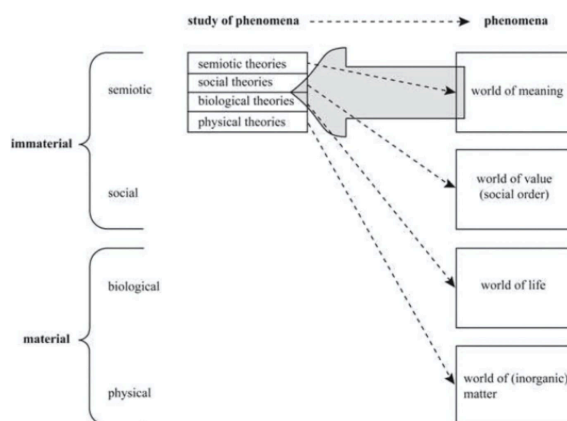 study of phenomena
phenomena
semiotic theories
social theories
biological theories
physical theories
semiotic
immaterial
social
biological
material
physical
world of meaning
world of value
(social order)
world of life
world of (inorganic)
matter